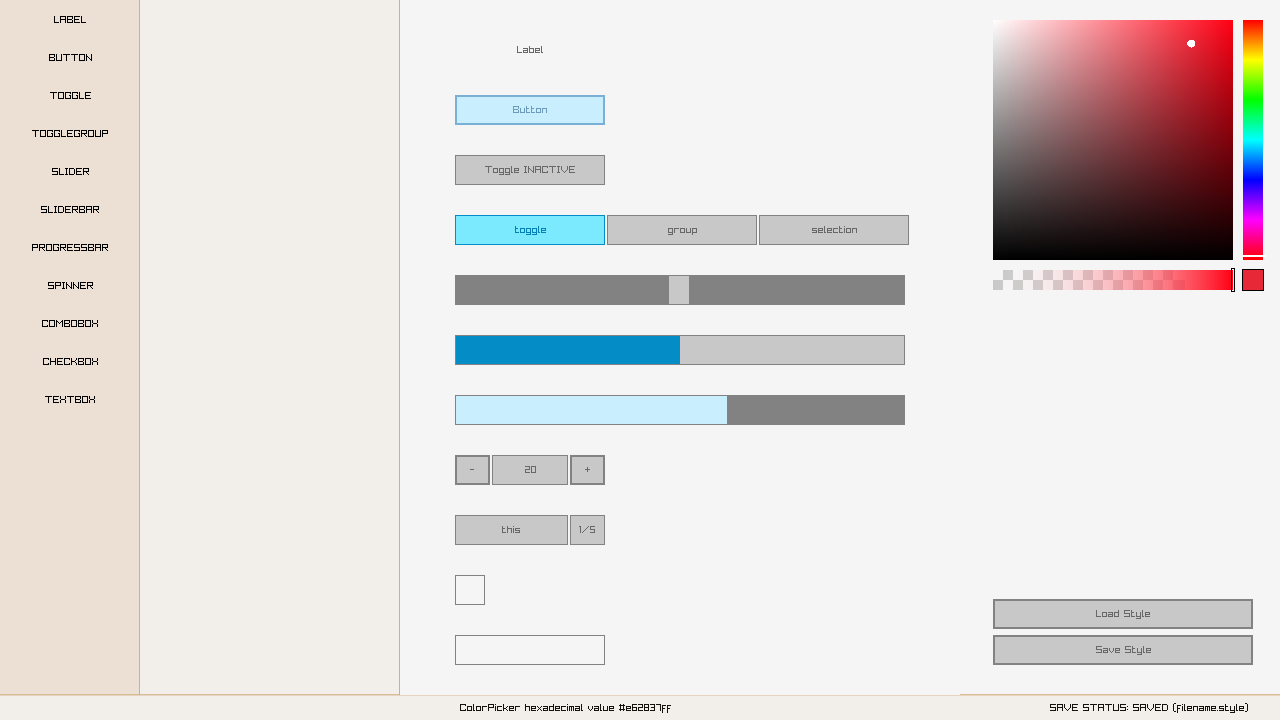 LABEL
BUTTON
TOGGLE
TOGGLEGROUP
SLIDER
SLIDERBAR
PROGRESSBAR
SPINNER
COMBOBOX
CHECKBOX
TEXTBOX
Label
Button
Toggle INACTIVE
toggle group selection
- 20 +
this 1/5
Load Style
Save Style
ColorPicker hexadecimal value #e62837ff
SAVE STATUS: SAVED (filename.style)